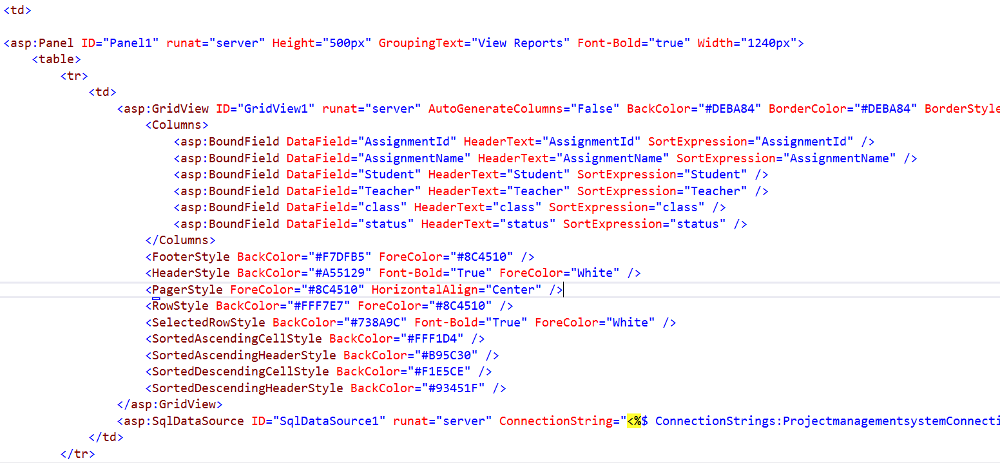 <td>
<asp:Panel ID="Panel1" runat="server" Height="500px" GroupingText="View Reports" Font-Bold="true" Width="1240px">
<table>
<tr>
<td>
<asp:GridView ID="GridView1" runat="server" AutoGenerateColumns="False" BackColor="#DEBA84" BorderColor="#DEBA84" BorderStyle
<Columns>
<asp:BoundField DataField="AssignmentId" HeaderText="AssignmentId" SortExpression="AssignmentId" />
<asp:BoundField DataField="AssignmentName" HeaderText="AssignmentName" SortExpression="AssignmentName" />
<asp:BoundField DataField="Student" HeaderText="Student" SortExpression="Student" />
<asp:BoundField DataField="Teacher" HeaderText="Teacher" SortExpression="Teacher" />
<asp:BoundField DataField="class" HeaderText="class" SortExpression="class" />
<asp:BoundField DataField="status" HeaderText="status" SortExpression="status" />
</Columns>
<FooterStyle BackColor="#F7DFB5" ForeColor="#8C4510" />
<HeaderStyle BackColor="#A55129" Font-Bold="True" ForeColor="White" />
<PagerStyle ForeColor="#8C4510" HorizontalAlign="Center" />
<RowStyle BackColor="#FFF7E7" ForeColor="#8C4510" />
<SelectedRowStyle BackColor="#738A9C" Font-Bold="True" ForeColor="White" />
<SortedAscendingCellStyle BackColor="#FFF1D4" />
<SortedAscendingHeaderStyle BackColor="#B95C30" />
<SortedDescendingCellStyle BackColor="#F1E5CE" />
<SortedDescendingHeaderStyle BackColor="#93451F" />
</asp:GridView>
<asp:SqlDataSource ID="SqlDataSource1" runat="server" ConnectionString="<%$ ConnectionStrings:ProjectmanagementsystemConnecti
</td>
</tr>